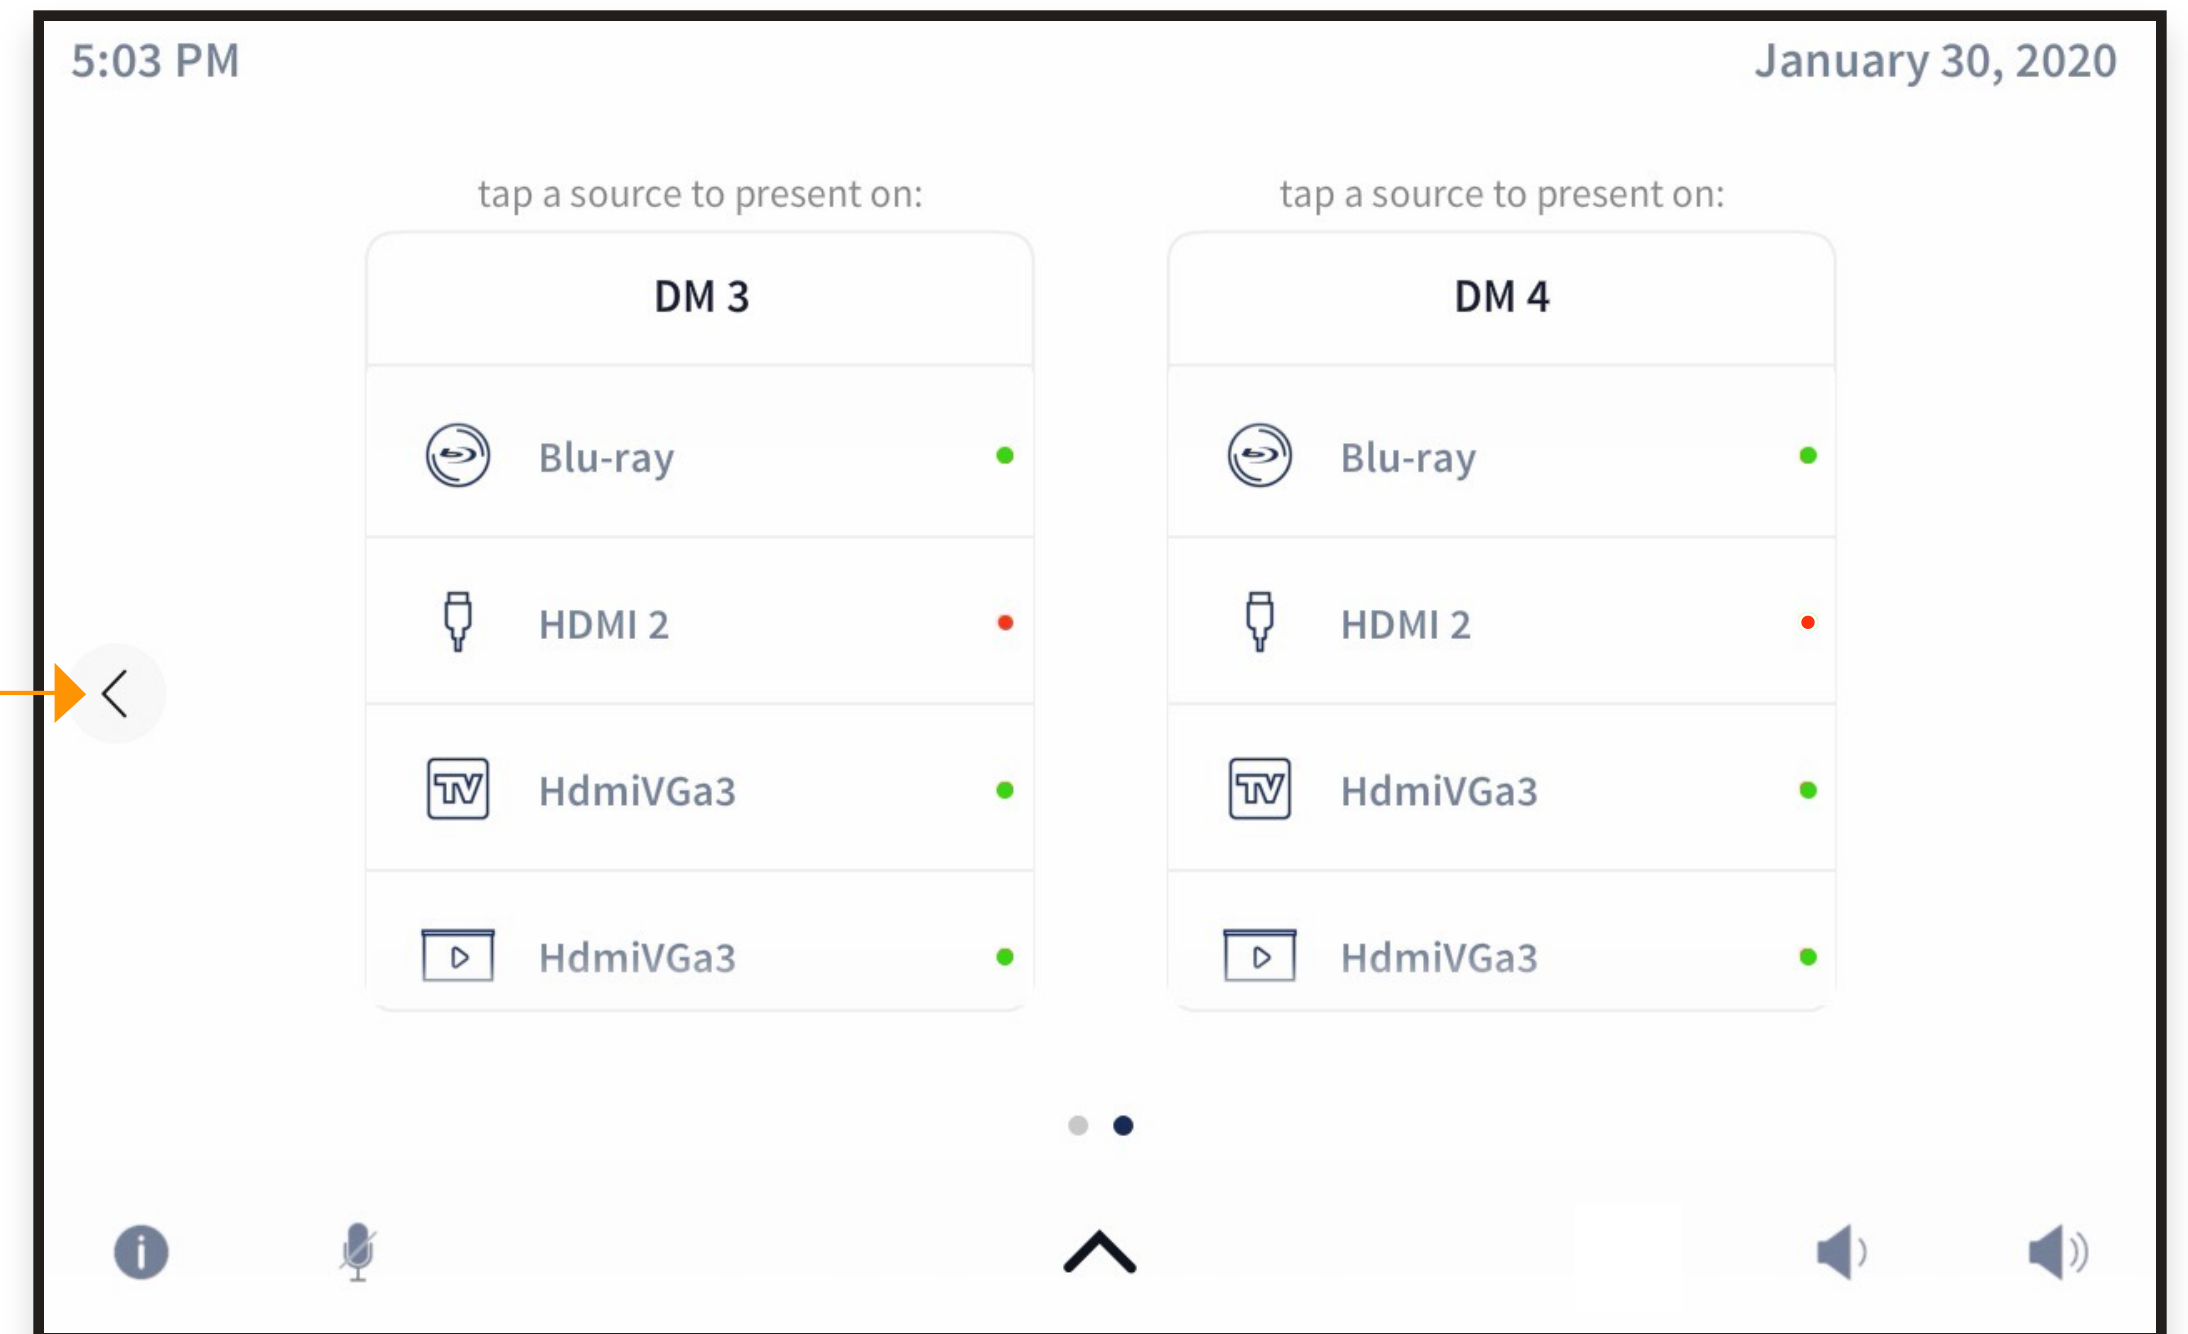 5:03 PM
January 30, 2020
tap a source to present on:
DM 3
Blu-ray
HDMI 2
TV
HdmiVGa3
HdmiVGa3
tap a source to present on:
DM 4
Blu-ray
HDMI 2
TV
HdmiVGa3
HdmiVGa3